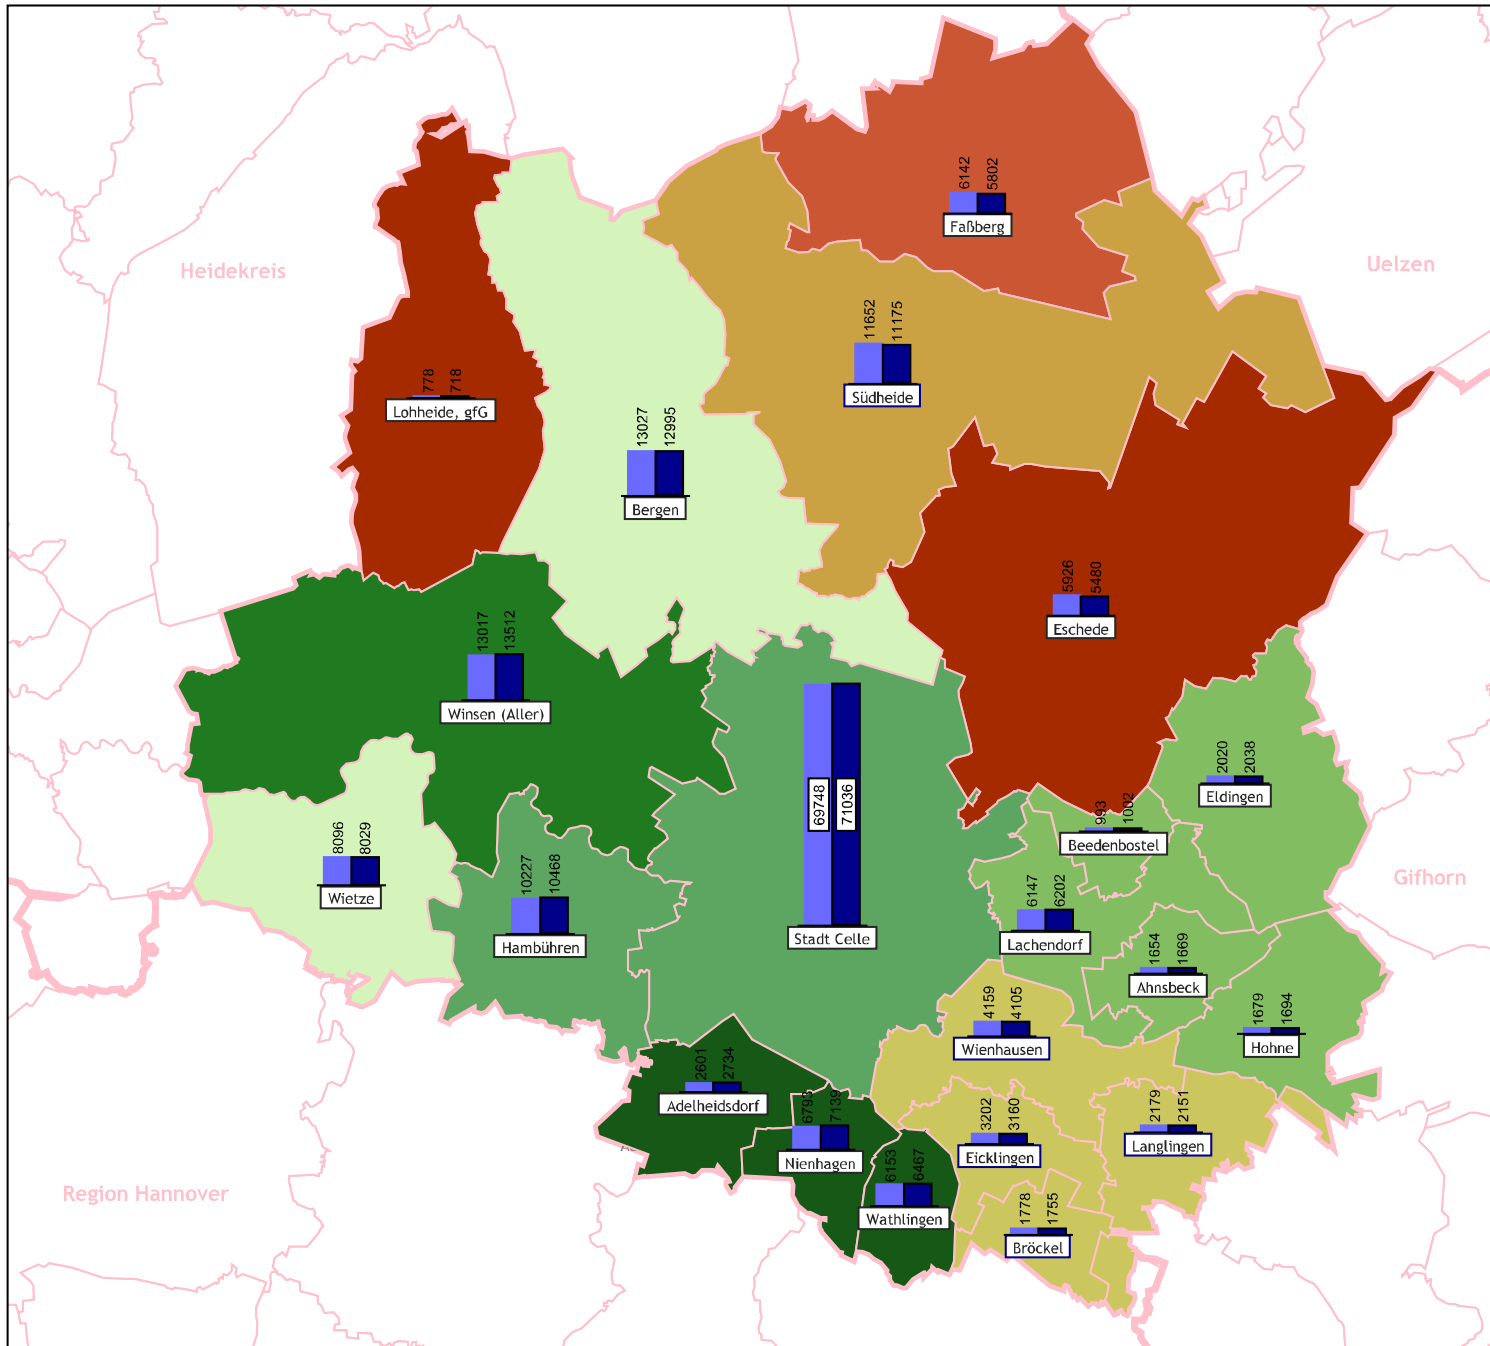 6142
5802
Faßberg
Heidekreis
Uelzen
11652
11175
Südheide
778
718
Lohheide, gfG
13027
12995
Bergen
5926
5480
Eschede
13017
13512
Winsen (Aller)
2020
2038
Eldingen
69748
71036
Stadt Celle
993
1002
Beedenbostel
8096
8029
Wietze
10227
10468
Hambühren
6147
6202
Lachendorf
Gifhorn
1654
1669
Ahnsbeck
4159
4105
Wienhausen
1679
1694
Hohne
2601
2734
Adelheidsdorf
6793
7139
Nienhagen
3202
3160
Eicklingen
2179
2151
Langlingen
6153
6467
Wathlingen
Region Hannover
1778
1755
Bröckel